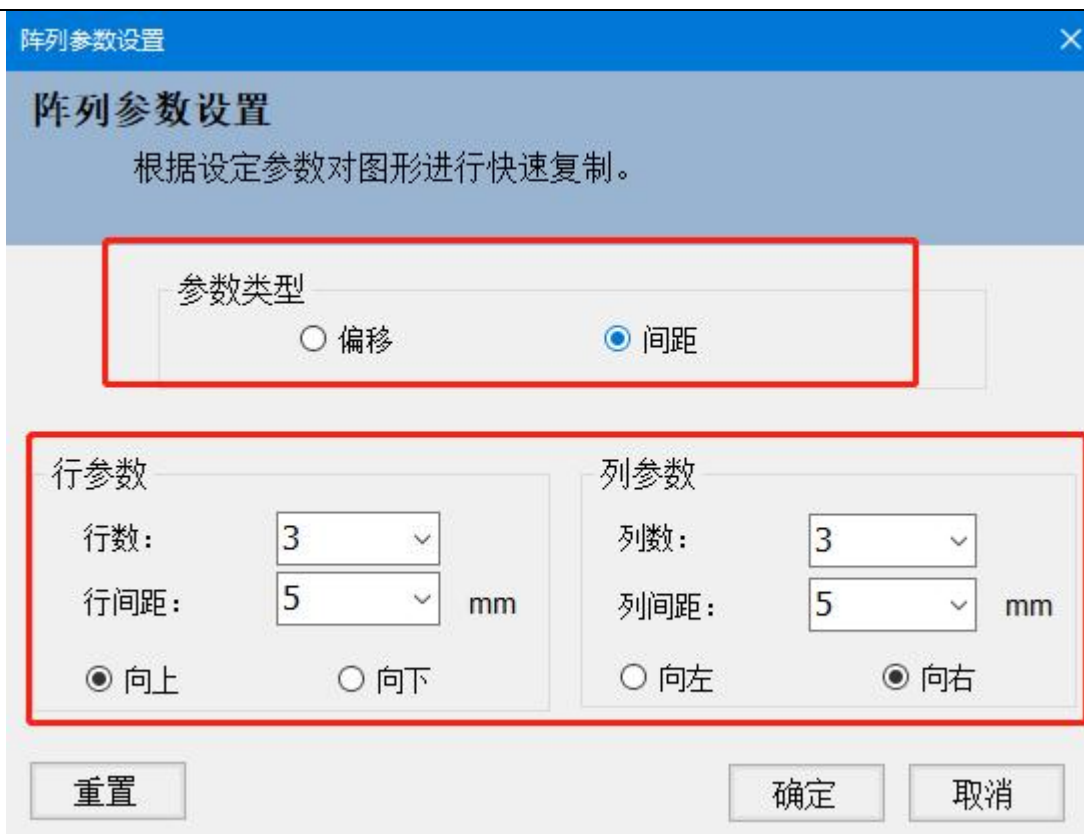 阵列参数设置
阵列参数设置
根据设定参数对图形进行快速复制。
参数类型
偏移 间距
行参数 列参数
行数: 3 列数: 3
行间距: 5 mm 列间距: 5 mm
向上 向下 向左 向右
重置 确定 取消